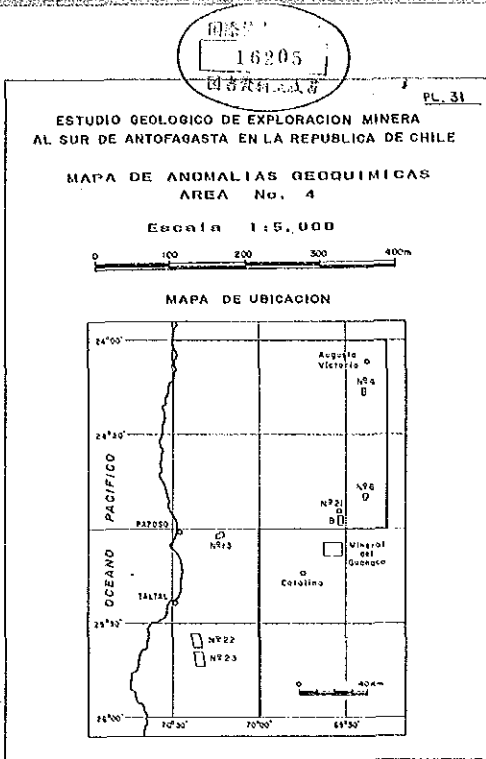 16205
PL. 31
ESTUDIO GEOLOGICO DE EXPLORACION MINERA
AL SUR DE ANTOFAGASTA EN LA REPUBLICA DE CHILE
MAPA DE ANOMALIAS GEOQUIMICAS
AREA No. 4
Escala 1:5,000
0 100 200 300 400m
MAPA DE UBICACION
24°00'
Augusta
Victoria
Nº4
24°30'
OCEANO PACIFICO
Nº6
Nº21
B
PAPOSO
Nº13
Mineral
del
Guanaco
Catalina
TALTAL
25°30'
Nº22
Nº23
0 40Km
26°00'
70°30' 70°00' 69°30'